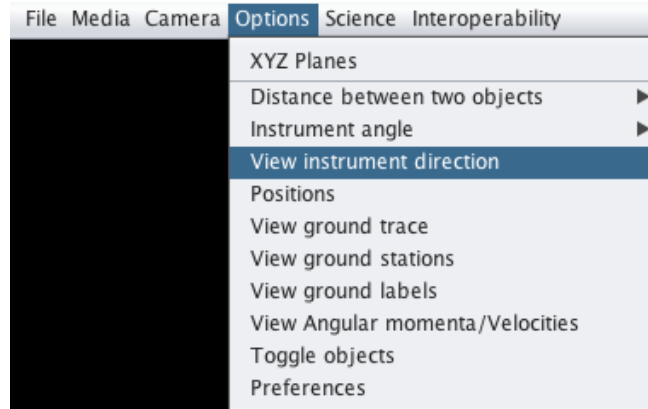 File Media Camera Options Science Interoperability
XYZ Planes
Distance between two objects
Instrument angle
View instrument direction
Positions
View ground trace
View ground stations
View ground labels
View Angular momenta/Velocities
Toggle objects
Preferences